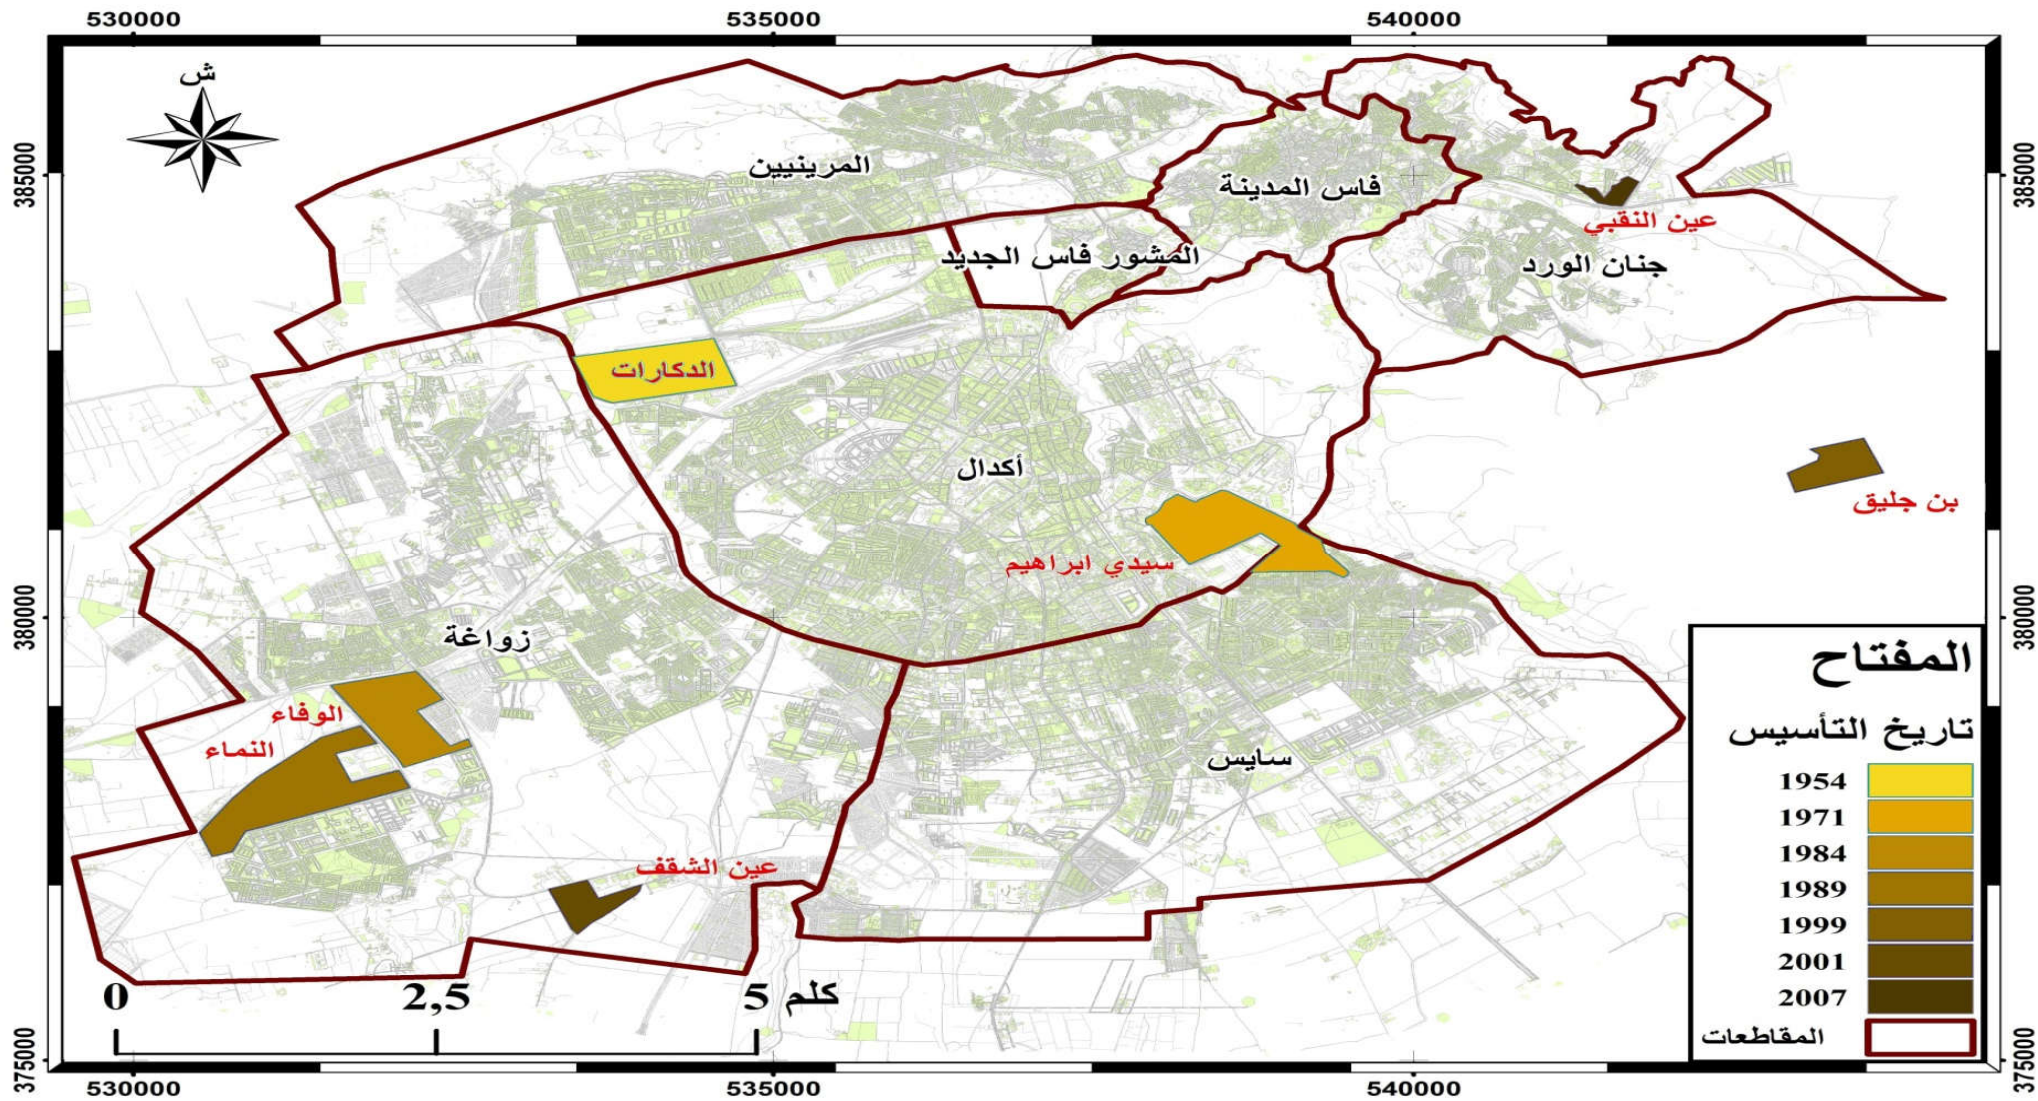 530000 535000 540000
ش
385000 385000
المرينيين
فاس المدينة
عين النقبي
المشور فاس الجديد
جنان الورد
الدكارات
أكدال
بن جليق
سيدي ابراهيم
380000 380000
زواغة
الوفاء
النماء
سايس
عين الشقف
المفتاح
تاريخ التأسيس
1954
1971
1984
1989
1999
2001
2007
المقاطعات
0 2,5 5 كلم
375000 375000
530000 535000 540000